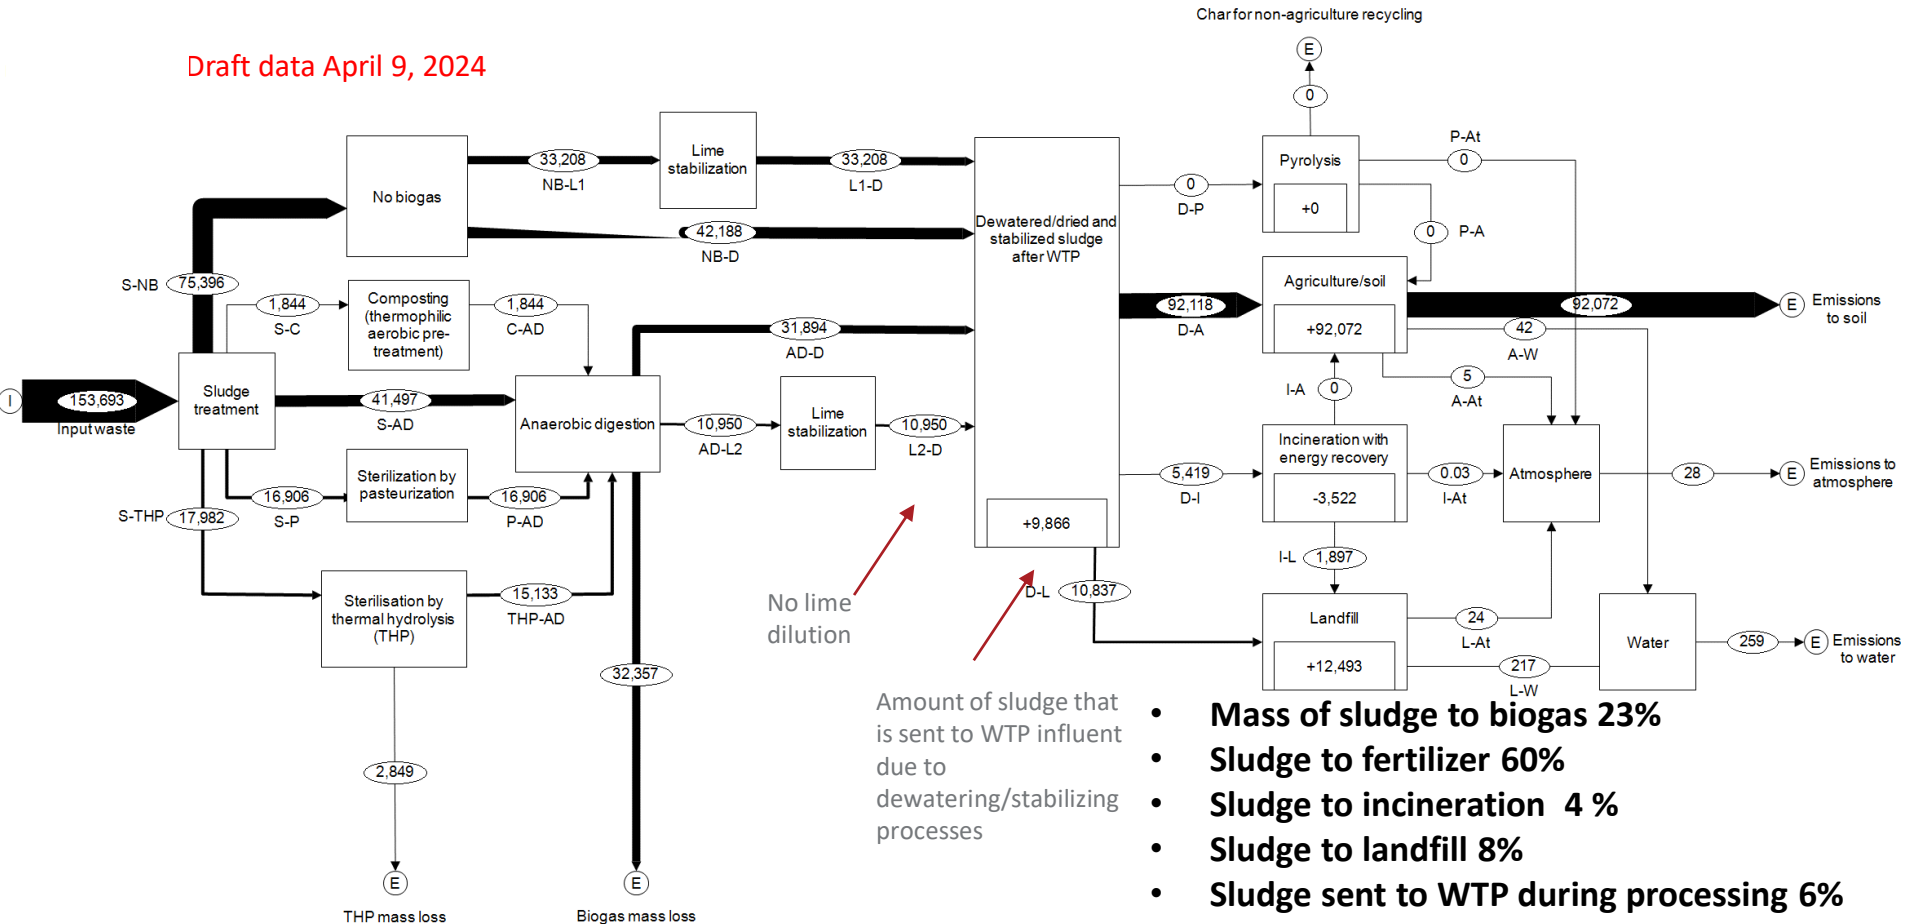 Char for non-agriculture recycling
E
Draft data April 9, 2024
0
P-At
0
Pyrolysis
+0
0
D-P
0
P-A
33,208
NB-L1
Lime
stabilization
33,208
L1-D
No biogas
42,188
NB-D
Dewatered/dried and
stabilized sludge
after WTP
+9,866
S-NB
75,396
1,844
S-C
Composting
(thermophilic
aerobic pre-
treatment)
1,844
C-AD
31,894
AD-D
92,118
D-A
Agriculture/soil
+92,072
92,072
E
Emissions
to soil
42
A-W
5
A-At
I-A
0
I
153,693
Input waste
Sludge
treatment
41,497
S-AD
Anaerobic digestion
10,950
AD-L2
Lime
stabilization
10,950
L2-D
Incineration with
energy recovery
-3,522
5,419
D-I
0.03
I-At
Atmosphere
28
E
Emissions to
atmosphere
S-THP
17,982
16,906
S-P
Sterilization by
pasteurization
16,906
P-AD
I-L
1,897
D-L
10,837
Sterilisation by
thermal hydrolysis
(THP)
15,133
THP-AD
No lime
dilution
Landfill
+12,493
24
L-At
217
L-W
Water
259
E
Emissions
to water
32,357
2,849
Amount of sludge that
is sent to WTP influent
due to
dewatering/stabilizing
processes
• Mass of sludge to biogas 23%
• Sludge to fertilizer 60%
• Sludge to incineration 4 %
• Sludge to landfill 8%
• Sludge sent to WTP during processing 6%
E
THP mass loss
E
Biogas mass loss